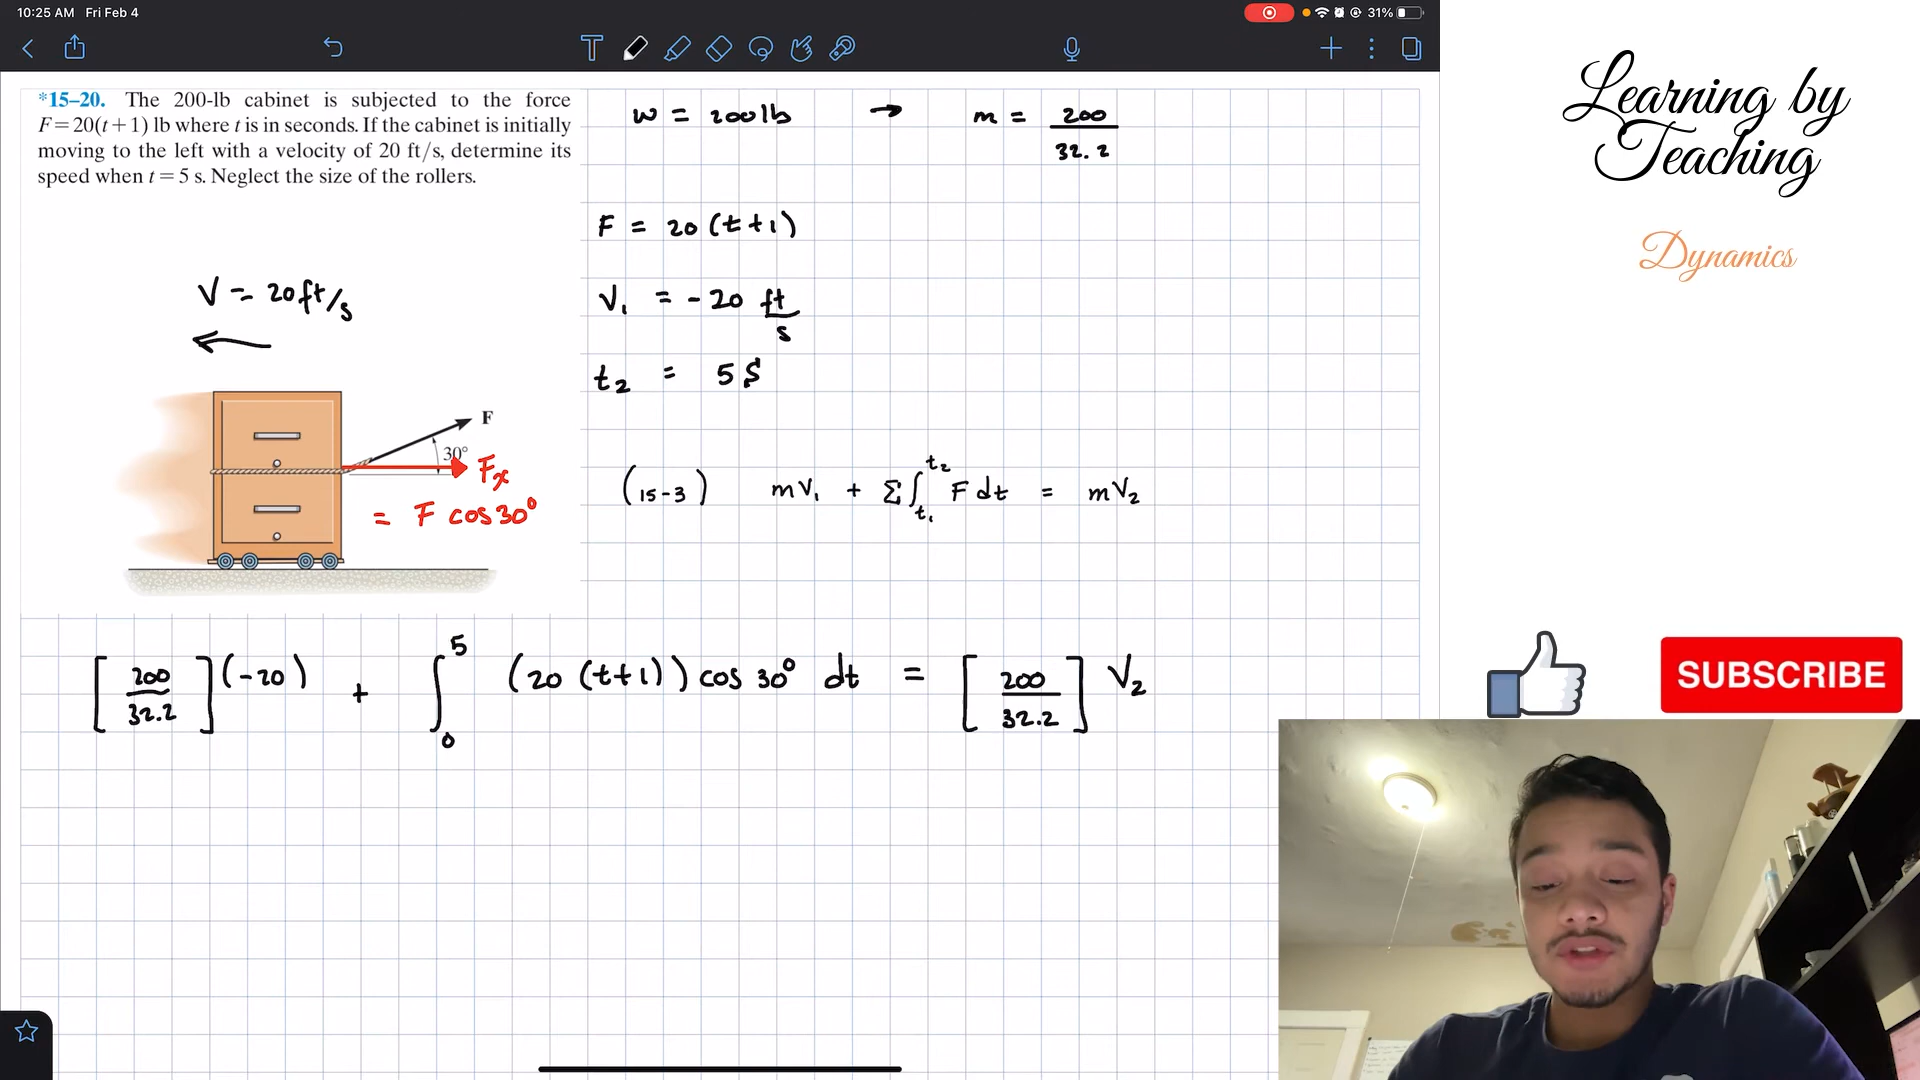 10:25 AM Fri Feb 4
31%
*15–20. The 200-lb cabinet is subjected to the force
F=20(t+1) lb where t is in seconds. If the cabinet is initially
moving to the left with a velocity of 20 ft/s, determine its
speed when t=5 s. Neglect the size of the rollers.
w = 200lb → m = 200/32.2
F = 20(t+1)
V₁ = -20 ft/s
t₂ = 5s
V = 20ft/s
←
F
30°
Fx
= F cos30°
(15-3) mV₁ + Σ∫ₜ₁ᵗ² F dt = mV₂
[200/32.2](-20) + ∫₀⁵ (20(t+1)) cos 30° dt = [200/32.2] V₂
Learning by
Teaching
Dynamics
SUBSCRIBE